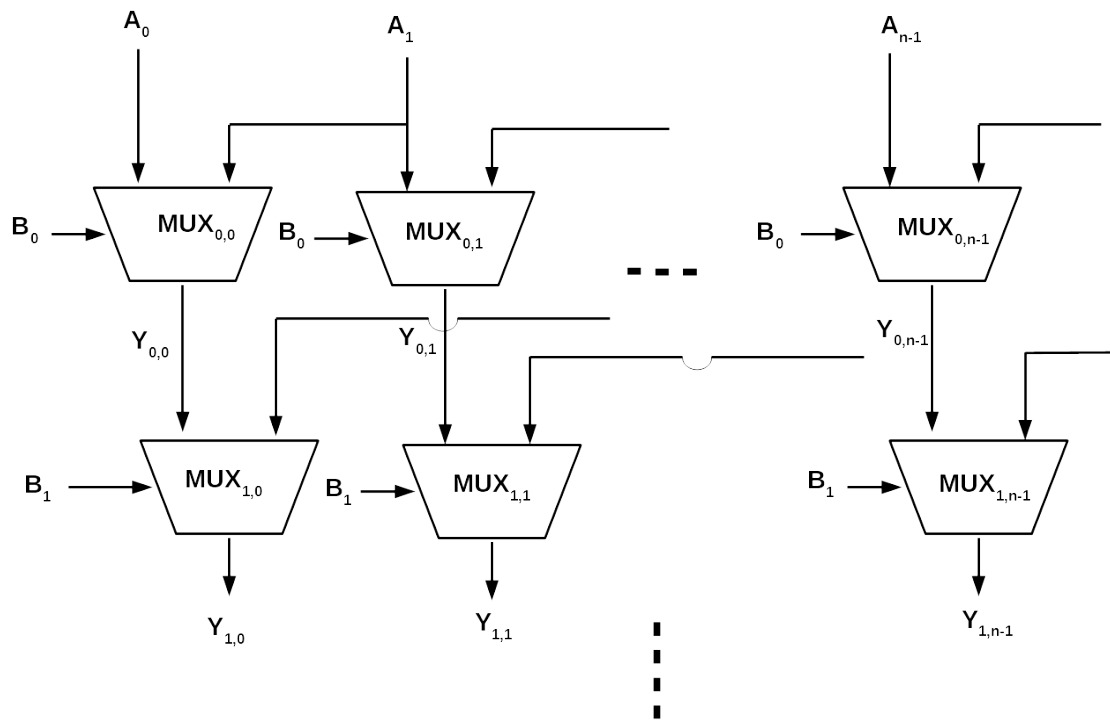 A₀ A₁ Aₙ₋₁
B₀ MUX₀,₀ B₀ MUX₀,₁ B₀ MUX₀,ₙ₋₁
Y₀,₀ Y₀,₁ Y₀,ₙ₋₁
B₁ MUX₁,₀ B₁ MUX₁,₁ B₁ MUX₁,ₙ₋₁
Y₁,₀ Y₁,₁ Y₁,ₙ₋₁